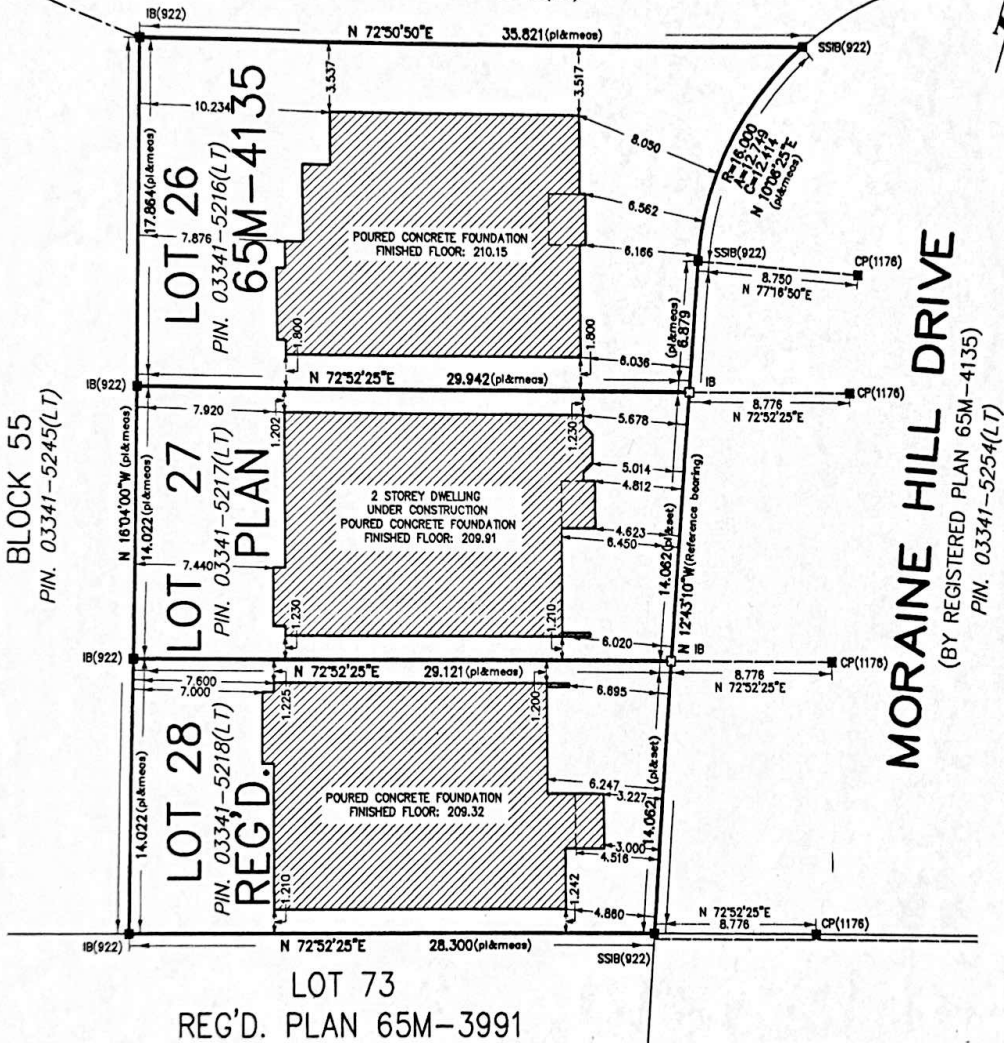 IB(922)
N 72°50'50"E 35.821(pl&meas)
SSIB(922)
3.537
3.517
10.234
8.050
R=16.000
A=12.749
C=12.414
N 10°06'25"E
(pl&meas)
17.864(pl&meas)
LOT 26
PIN. 03341-5216(LT)
65M-4135
6.562
7.876
POURED CONCRETE FOUNDATION
FINISHED FLOOR: 210.15
6.166
SSIB(922)
CP(1176)
8.750
N 77°16'50"E
6.879
(pl&meas)
1.800
1.800
6.036
IB(922)
N 72°52'25"E 29.942(pl&meas)
IB
CP(1176)
8.776
N 72°52'25"E
BLOCK 55
PIN. 03341-5245(LT)
N 16°04'00"W (pl&meas)
14.022(pl&meas)
7.920
1.202
1.230
5.678
LOT 27
PIN. 03341-5217(LT)
PLAN
5.014
4.812
2 STOREY DWELLING
UNDER CONSTRUCTION
POURED CONCRETE FOUNDATION
FINISHED FLOOR: 209.91
4.623
6.450
14.062(pl&set)
N 12°43'10"W(Reference bearing)
7.440
1.230
1.210
6.020
MORAINE HILL DRIVE
(BY REGISTERED PLAN 65M-4135)
PIN. 03341-5254(LT)
IB(922)
N 72°52'25"E 29.121(pl&meas)
IB
CP(1176)
8.776
N 72°52'25"E
7.600
7.000
1.225
1.200
6.695
14.022(pl&meas)
LOT 28
PIN. 03341-5218(LT)
REG'D.
6.247
3.227
POURED CONCRETE FOUNDATION
FINISHED FLOOR: 209.32
14.062 (pl&set)
3.000
4.516
1.210
1.242
4.860
N 72°52'25"E
8.776
CP(1176)
IB(922)
N 72°52'25"E 28.300(pl&meas)
SSIB(922)
LOT 73
REG'D. PLAN 65M-3991